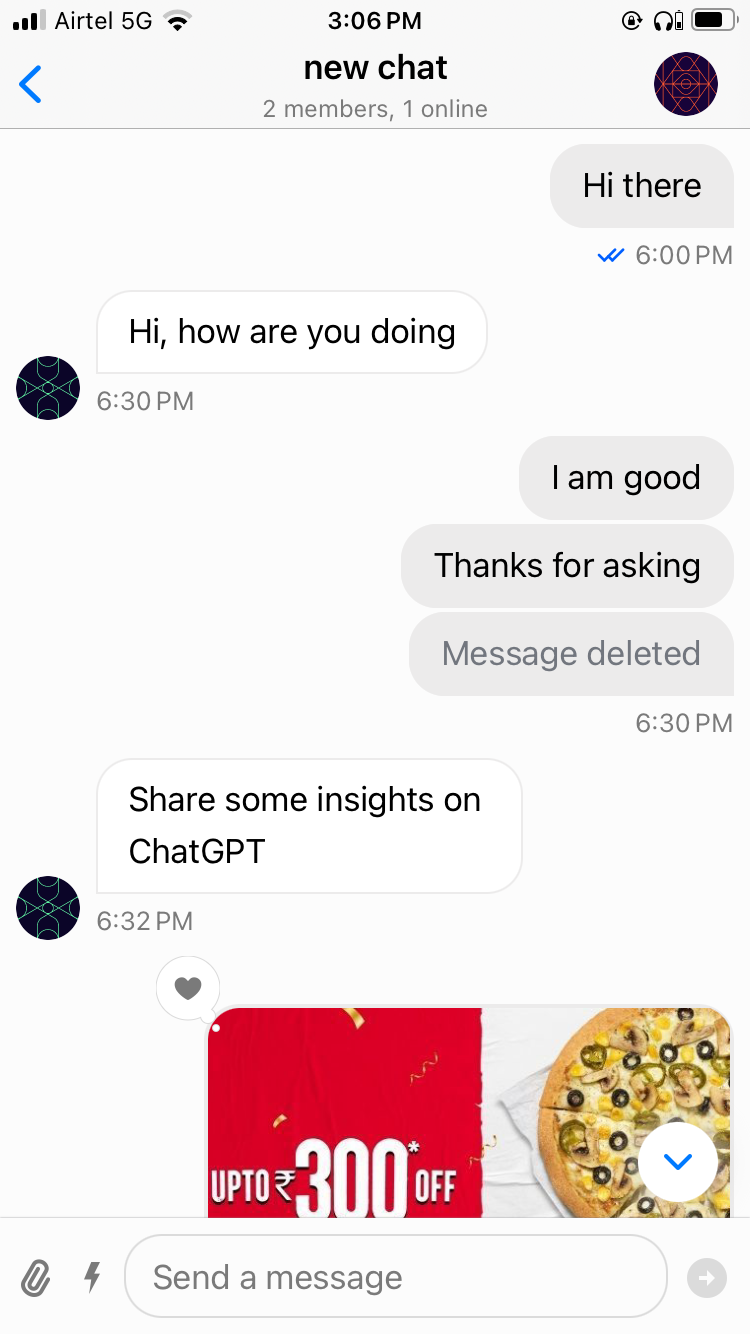 Airtel 5G 3:06 PM
new chat
2 members, 1 online
Hi there
6:00 PM
Hi, how are you doing
6:30 PM
I am good
Thanks for asking
Message deleted
6:30 PM
Share some insights on
ChatGPT
6:32 PM
UPTO ₹300* OFF
Send a message